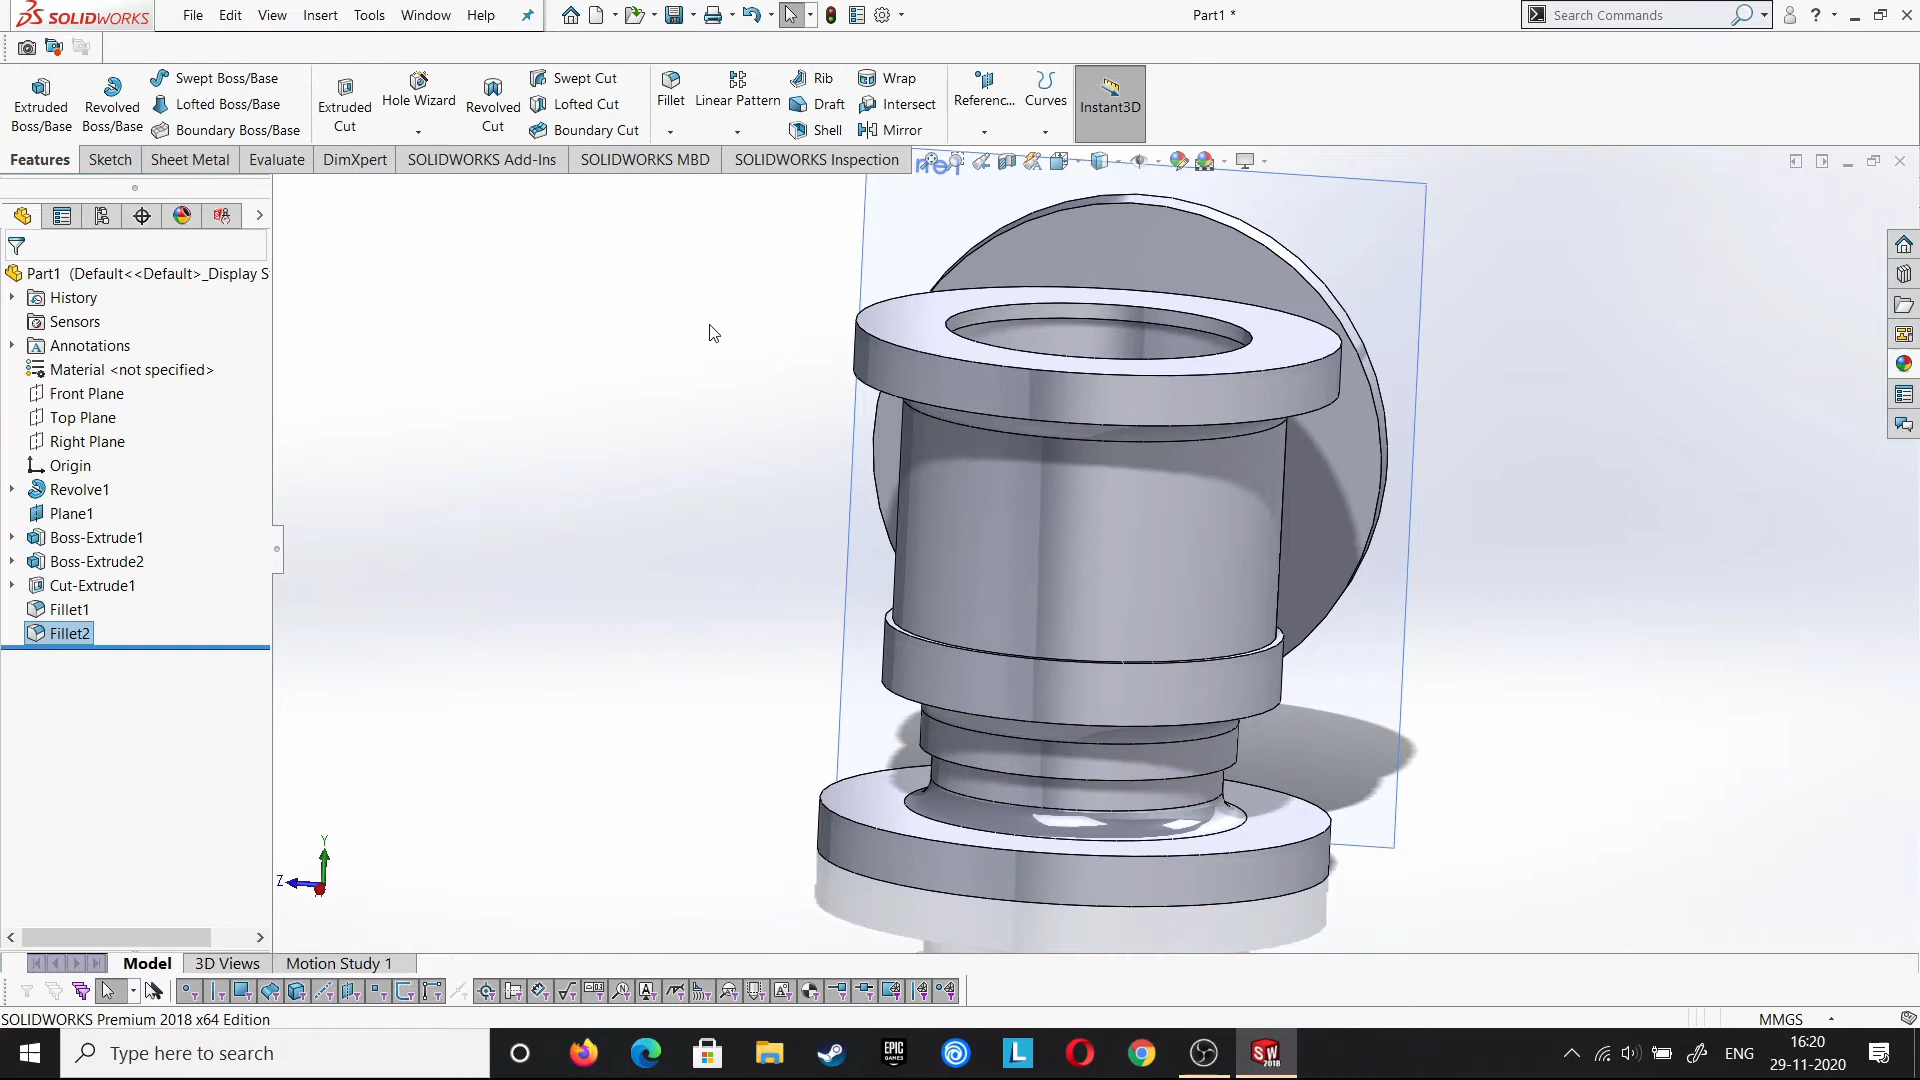 SOLIDWORKS File Edit View Insert Tools Window Help Part1 * Search Commands
Extruded Boss/Base
Revolved Boss/Base
Swept Boss/Base
Lofted Boss/Base
Boundary Boss/Base
Extruded Cut
Hole Wizard
Revolved Cut
Swept Cut
Lofted Cut
Boundary Cut
Fillet
Linear Pattern
Rib
Draft
Shell
Wrap
Intersect
Mirror
Referenc...
Curves
Instant3D
Features Sketch Sheet Metal Evaluate DimXpert SOLIDWORKS Add-Ins SOLIDWORKS MBD SOLIDWORKS Inspection
Part1 (Default<<Default>_Display S
History
Sensors
Annotations
Material <not specified>
Front Plane
Top Plane
Right Plane
Origin
Revolve1
Plane1
Boss-Extrude1
Boss-Extrude2
Cut-Extrude1
Fillet1
Fillet2
Y
Z
Model 3D Views Motion Study 1
SOLIDWORKS Premium 2018 x64 Edition MMGS
Type here to search
EPIC GAMES
L
SW 2018
ENG
16:20
29-11-2020